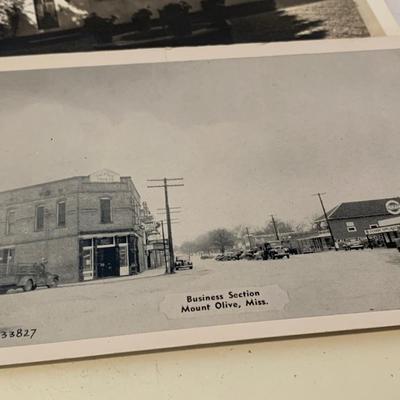 Business Section
Mount Olive, Miss.
33827